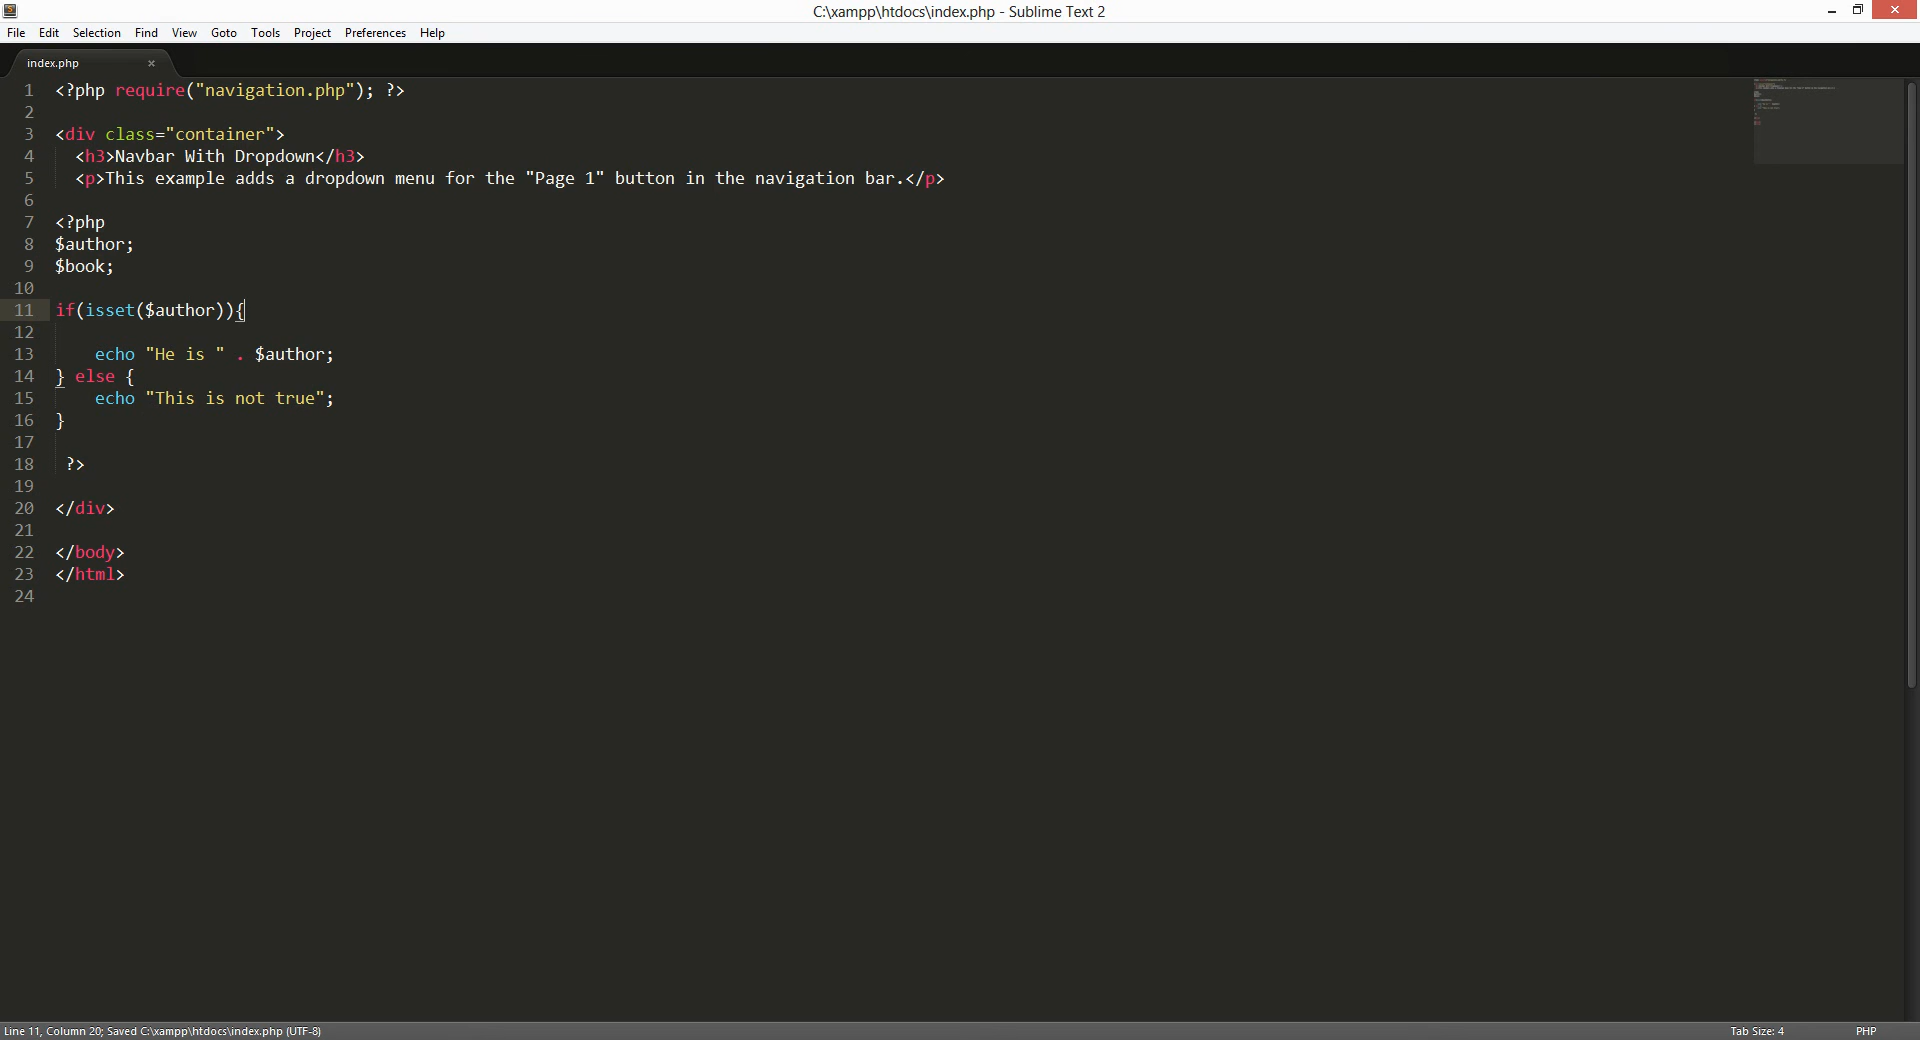 C:\xampp\htdocs\index.php - Sublime Text 2
File Edit Selection Find View Goto Tools Project Preferences Help
index.php ×
1 <?php require("navigation.php"); ?>
2
3 <div class="container">
4   <h3>Navbar With Dropdown</h3>
5   <p>This example adds a dropdown menu for the "Page 1" button in the navigation bar.</p>
6
7 <?php
8 $author;
9 $book;
10
11 if(isset($author)){
12
13     echo "He is " . $author;
14 } else {
15     echo "This is not true";
16 }
17
18  ?>
19
20 </div>
21
22 </body>
23 </html>
24
Line 11, Column 20; Saved C:\xampp\htdocs\index.php (UTF-8) Tab Size: 4 PHP